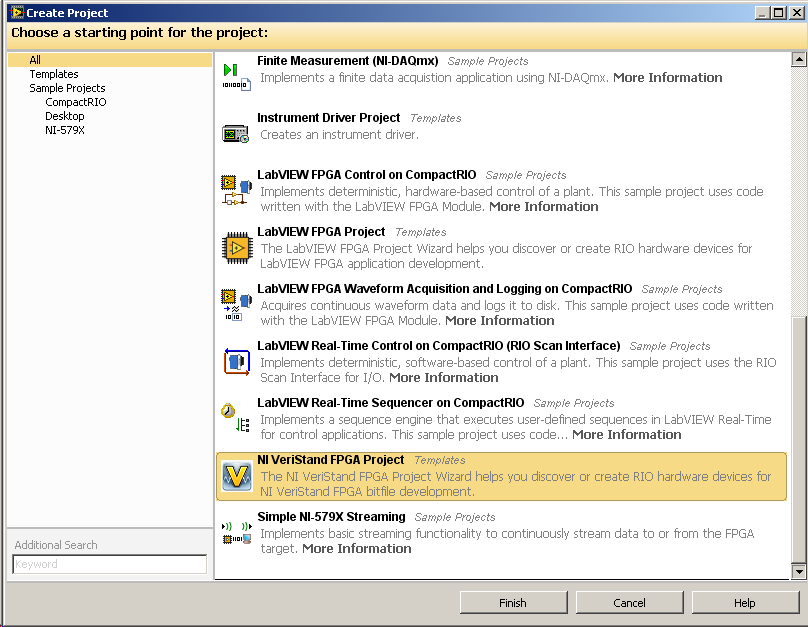 Create Project
Choose a starting point for the project:
All
Templates
Sample Projects
CompactRIO
Desktop
NI-579X
Additional Search
Keyword
Finite Measurement (NI-DAQmx) Sample Projects
Implements a finite data acquistion application using NI-DAQmx. More Information
Instrument Driver Project Templates
Creates an instrument driver.
LabVIEW FPGA Control on CompactRIO Sample Projects
Implements deterministic, hardware-based control of a plant. This sample project uses code
written with the LabVIEW FPGA Module. More Information
LabVIEW FPGA Project Templates
The LabVIEW FPGA Project Wizard helps you discover or create RIO hardware devices for
LabVIEW FPGA application development.
LabVIEW FPGA Waveform Acquisition and Logging on CompactRIO Sample Projects
Acquires continuous waveform data and logs it to disk. This sample project uses code written
with the LabVIEW FPGA Module. More Information
LabVIEW Real-Time Control on CompactRIO (RIO Scan Interface) Sample Projects
Implements deterministic, software-based control of a plant. This sample project uses the RIO
Scan Interface for I/O. More Information
LabVIEW Real-Time Sequencer on CompactRIO Sample Projects
Implements a sequence engine that executes user-defined sequences in LabVIEW Real-Time
for control applications. This sample project uses code... More Information
NI VeriStand FPGA Project Templates
The NI VeriStand FPGA Project Wizard helps you discover or create RIO hardware devices for
NI VeriStand FPGA bitfile development.
Simple NI-579X Streaming Sample Projects
Implements basic streaming functionality to continuously stream data to or from the FPGA
target. More Information
Finish
Cancel
Help